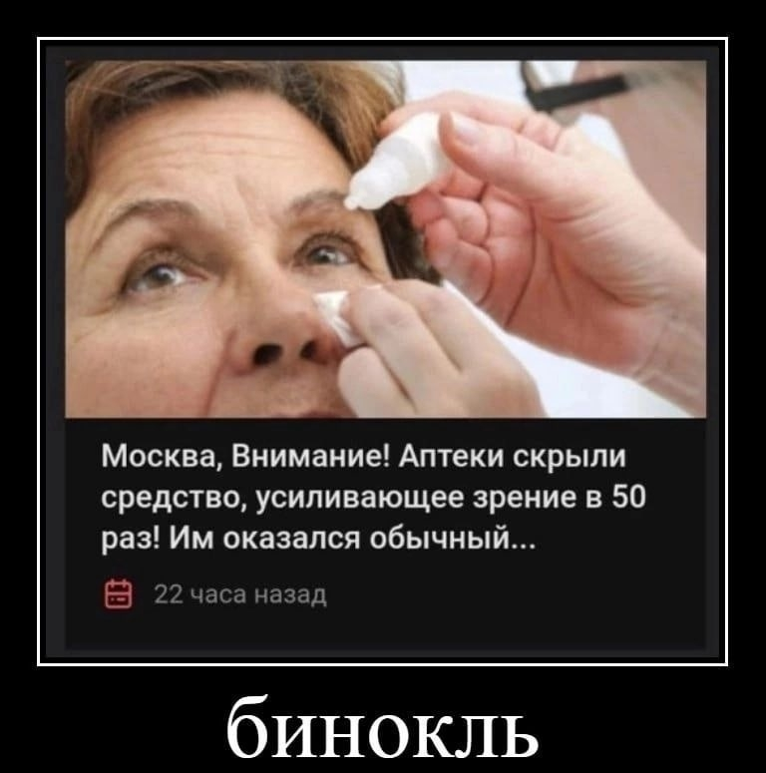 Москва, Внимание! Аптеки скрыли
средство, усиливающее зрение в 50
раз! Им оказался обычный...
22 часа назад
бинокль